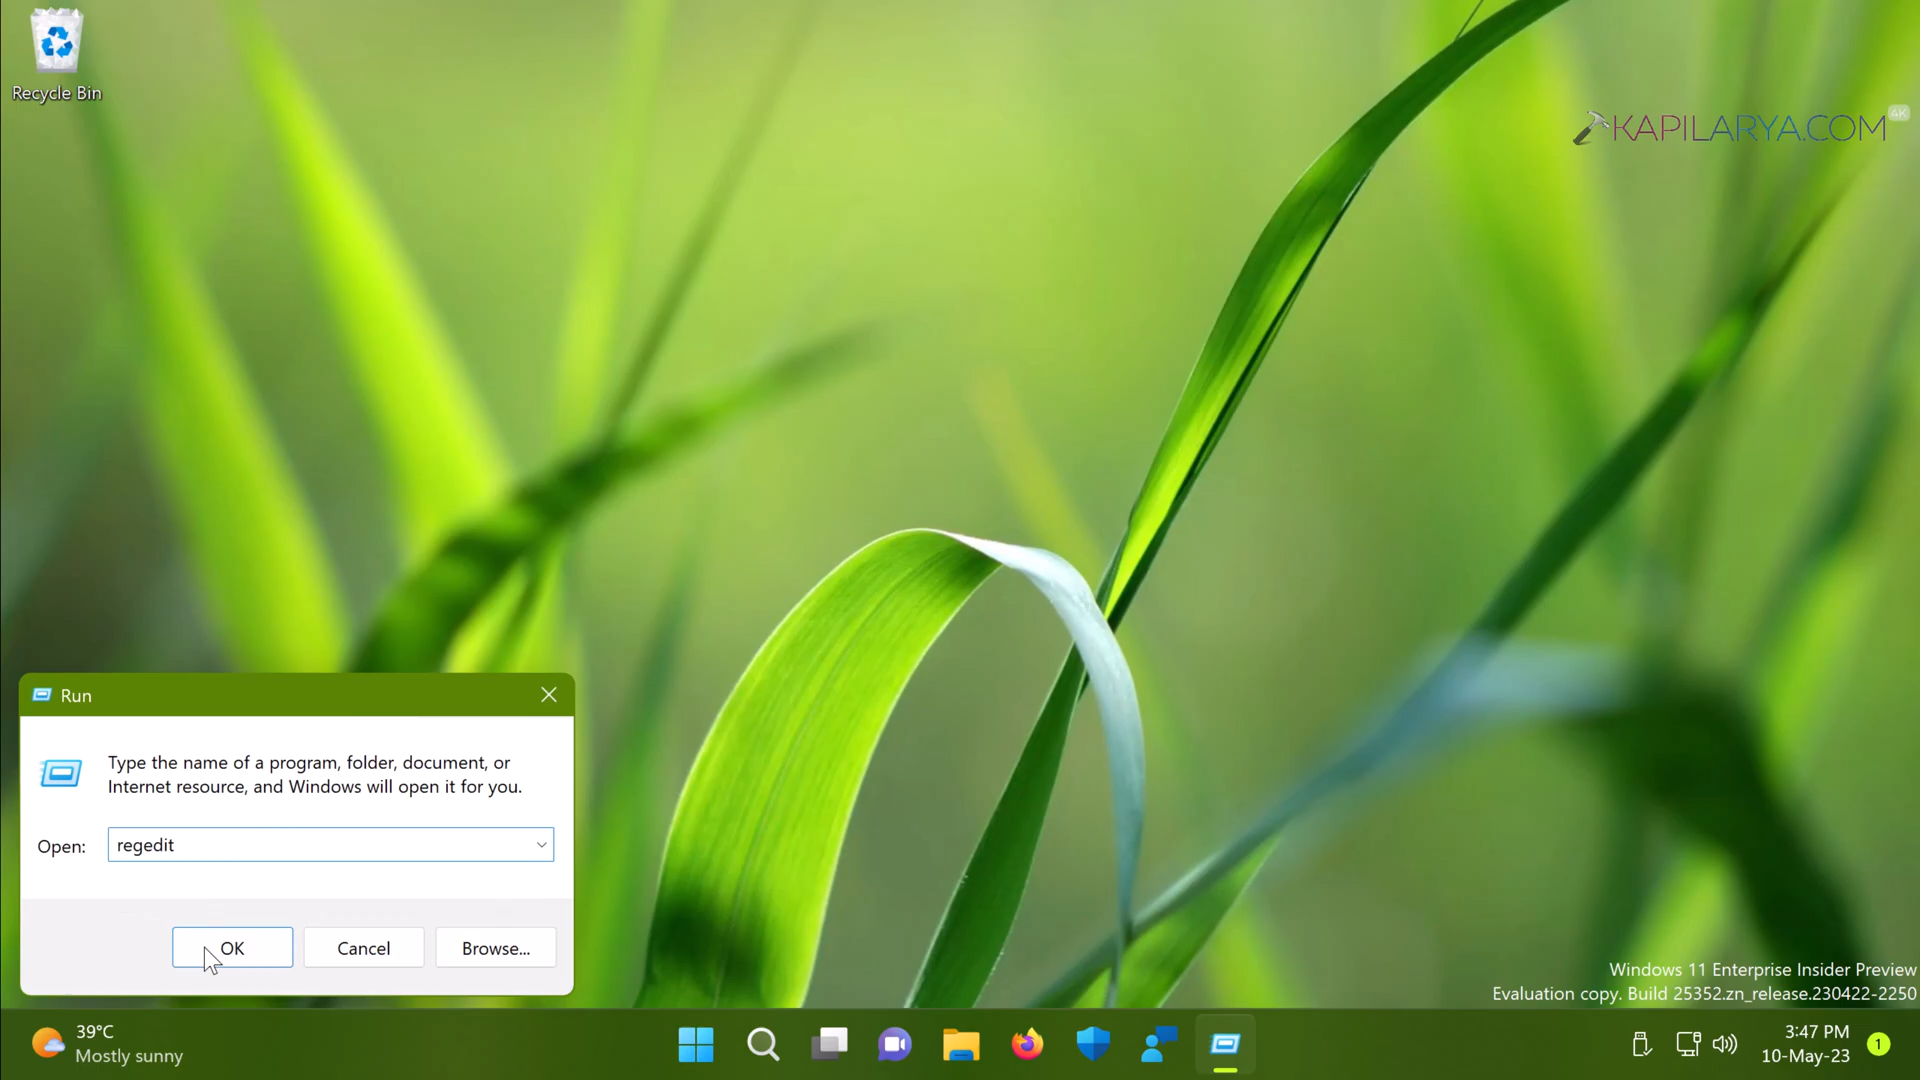 Recycle Bin
KAPILARYA.COM
4K
Run
Type the name of a program, folder, document, or
Internet resource, and Windows will open it for you.
Open: regedit
OK Cancel Browse...
Windows 11 Enterprise Insider Preview
Evaluation copy. Build 25352.zn_release.230422-2250
39°C
Mostly sunny
3:47 PM
10-May-23
1